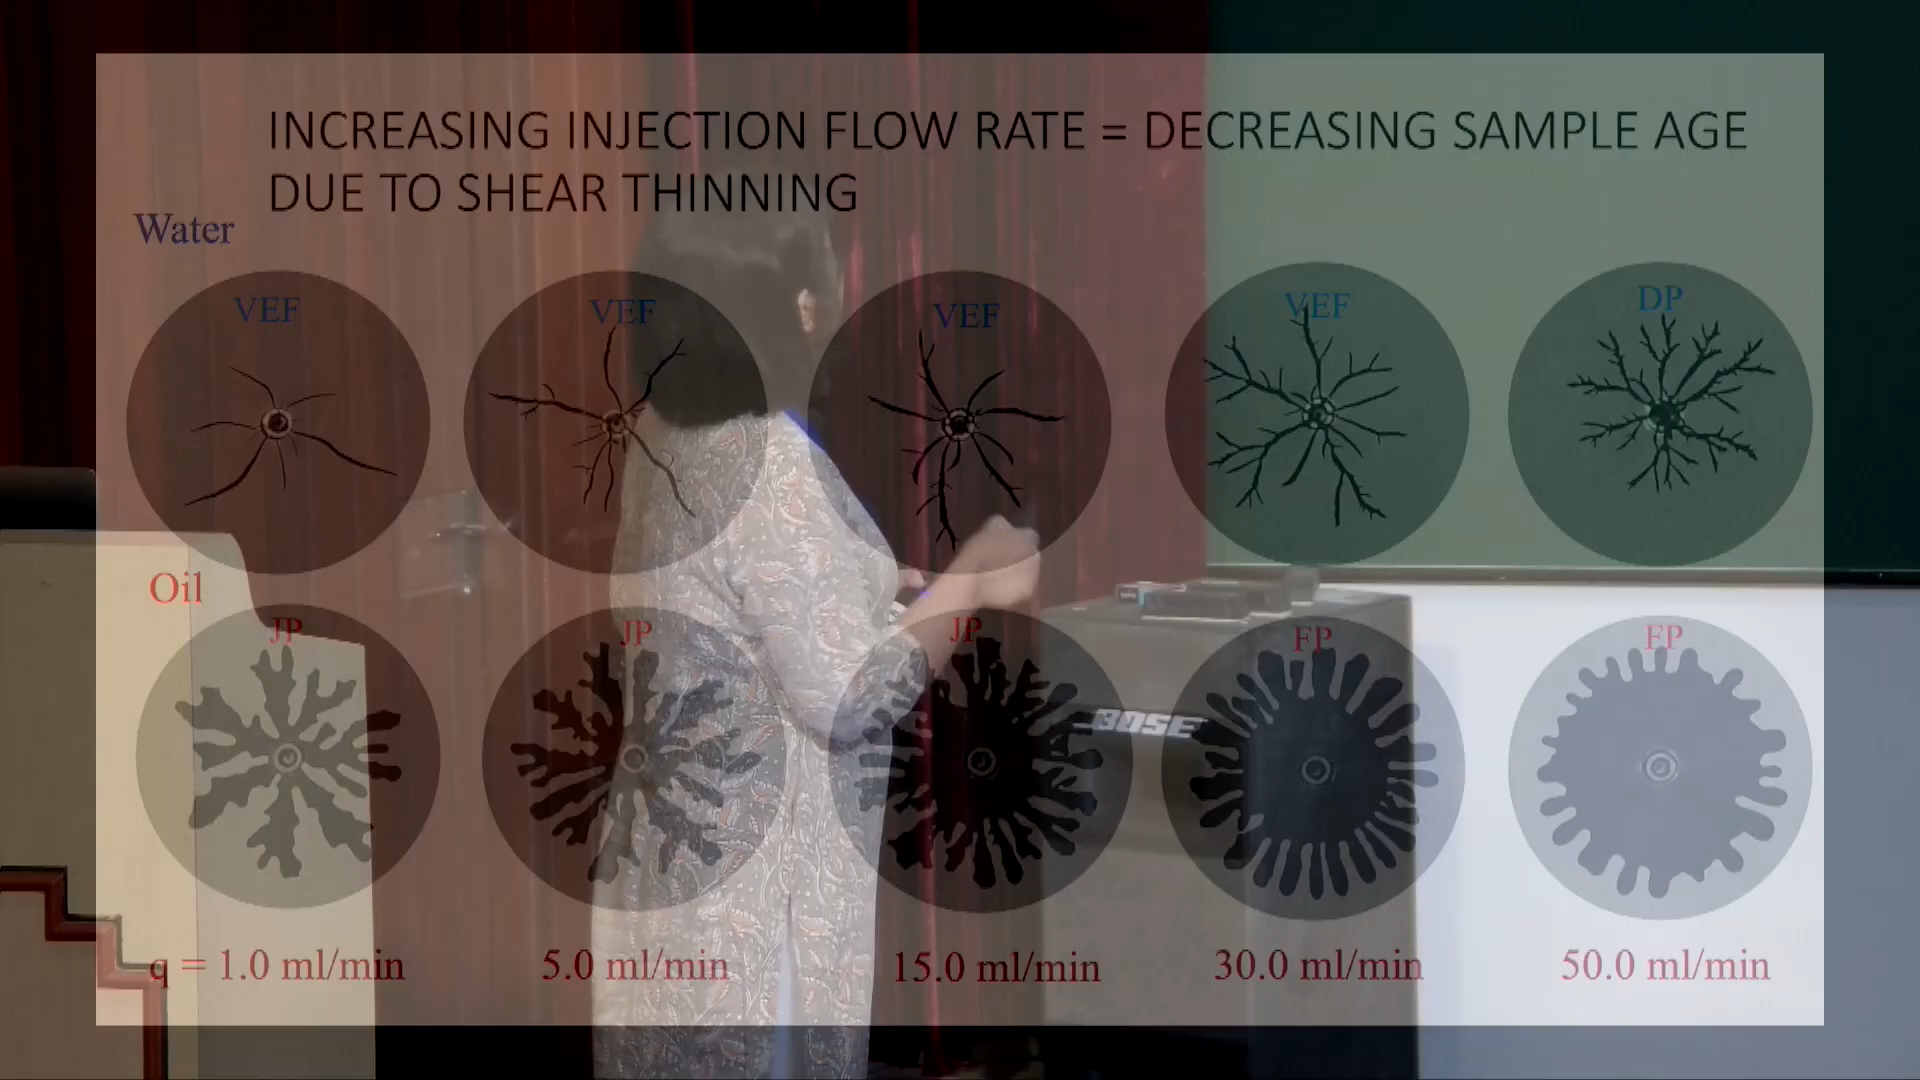 INCREASING INJECTION FLOW RATE = DECREASING SAMPLE AGE
DUE TO SHEAR THINNING
Water
VEF VEF VEF VEF DP
Oil
JP JP JP FP FP
BOSE
q = 1.0 ml/min 5.0 ml/min 15.0 ml/min 30.0 ml/min 50.0 ml/min